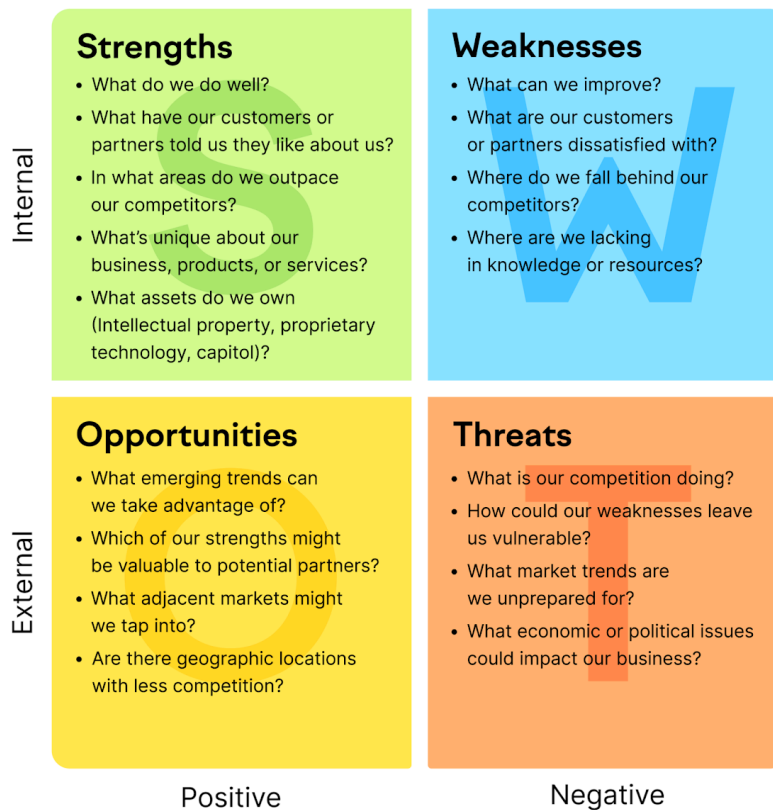 Internal
Strengths
• What do we do well?
• What have our customers or
partners told us they like about us?
• In what areas do we outpace
our competitors?
• What's unique about our
business, products, or services?
• What assets do we own
(Intellectual property, proprietary
technology, capitol)?
S
Weaknesses
• What can we improve?
• What are our customers
or partners dissatisfied with?
• Where do we fall behind our
competitors?
• Where are we lacking
in knowledge or resources?
W
External
Opportunities
• What emerging trends can
we take advantage of?
• Which of our strengths might
be valuable to potential partners?
• What adjacent markets might
we tap into?
• Are there geographic locations
with less competition?
O
Threats
• What is our competition doing?
• How could our weaknesses leave
us vulnerable?
• What market trends are
we unprepared for?
• What economic or political issues
could impact our business?
T
Positive
Negative